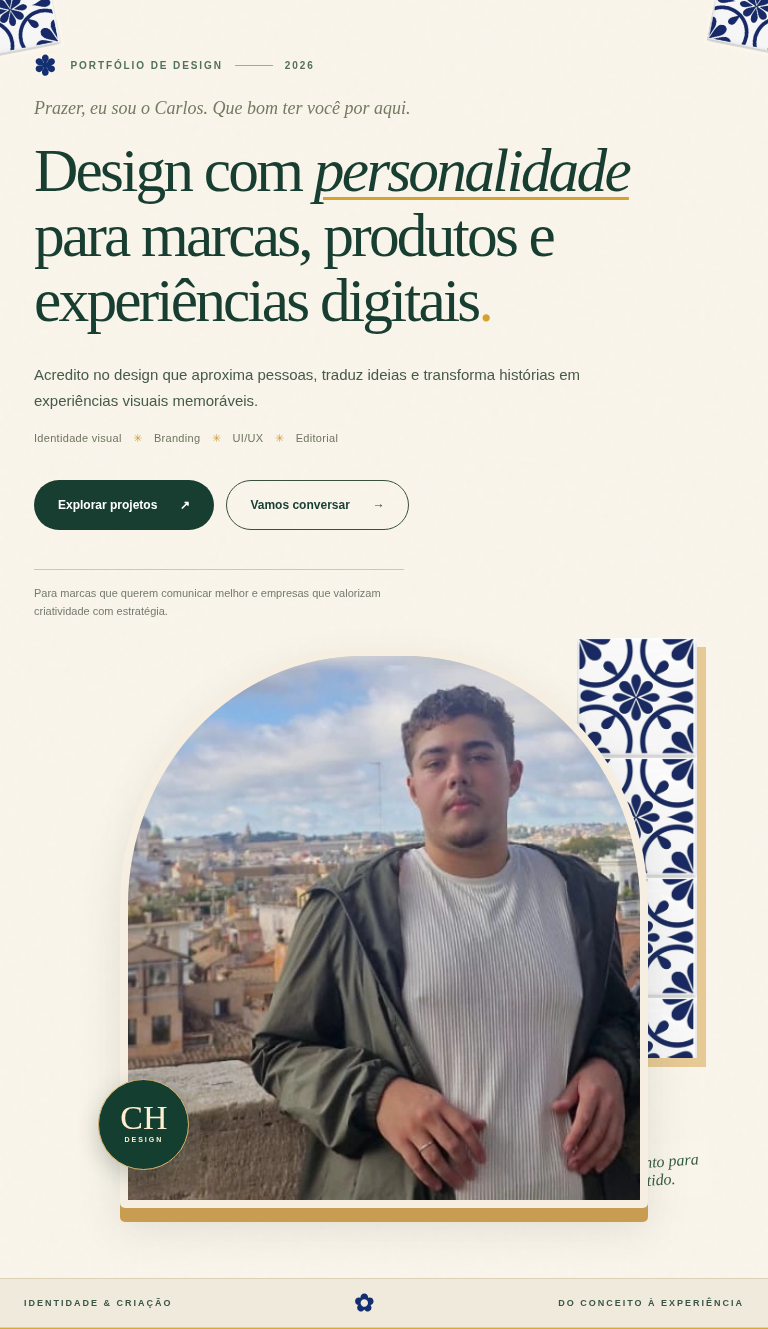 PORTFÓLIO DE DESIGN 2026
Prazer, eu sou o Carlos. Que bom ter você por aqui.
Design com personalidade
para marcas, produtos e
experiências digitais.
Acredito no design que aproxima pessoas, traduz ideias e transforma histórias em
experiências visuais memoráveis.
Identidade visual ✳ Branding ✳ UI/UX ✳ Editorial
Explorar projetos ↗ Vamos conversar →
Para marcas que querem comunicar melhor e empresas que valorizam
criatividade com estratégia.
CH
DESIGN
para
IDENTIDADE & CRIAÇÃO DO CONCEITO À EXPERIÊNCIA